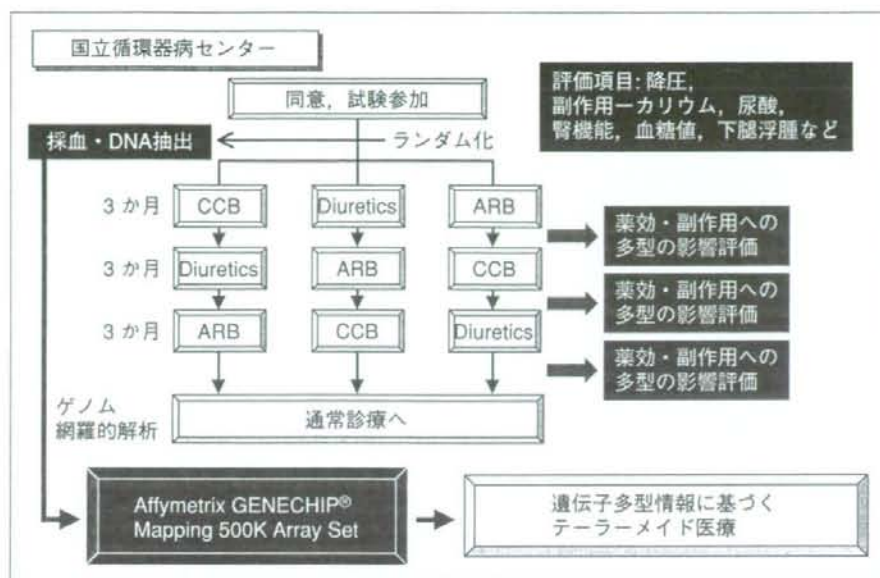 国立循環器病センター
同意，試験参加
評価項目: 降圧，
副作用ーカリウム，尿酸，
腎機能，血糖値，下腿浮腫など
採血・DNA抽出
ランダム化
3 か月
CCB
Diuretics
ARB
薬効・副作用への
多型の影響評価
3 か月
Diuretics
ARB
CCB
薬効・副作用への
多型の影響評価
3 か月
ARB
CCB
Diuretics
薬効・副作用への
多型の影響評価
ゲノム
網羅的解析
通常診療へ
Affymetrix GENECHIP®
Mapping 500K Array Set
遺伝子多型情報に基づく
テーラーメイド医療